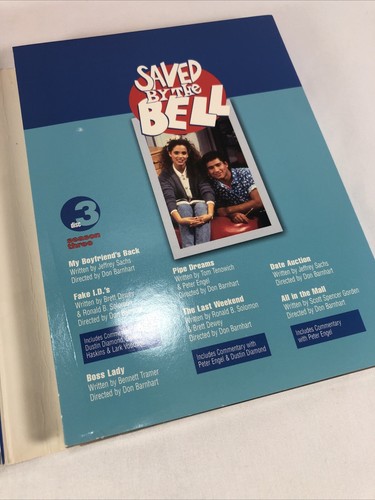 SAVED
BY THE
BELL
disc 3
season
three
My Boyfriend's Back
Written by Jeffrey Sachs
Directed by Don Barnhart
Fake I.D.'s
Written by Brett Dewey
& Ronald B. Solomon
Directed by Don
Includes Commentary
Dustin Diamond,
Haskins & Lark
Boss Lady
Written by Bennett Tramer
Directed by Don Barnhart
Pipe Dreams
Written by Tom Tenowich
& Peter Engel
Directed by Don Barnhart
The Last Weekend
Written by Ronald B. Solomon
& Brett Dewey
Directed by Don Barnhart
Includes Commentary with
Peter Engel & Dustin Diamond
Date Auction
Written by Jeffrey Sachs
Directed by Don Barnhart
All in the Mall
Written by Scott Spencer Gorden
Directed by Don Barnhart
Includes Commentary
with Peter Engel